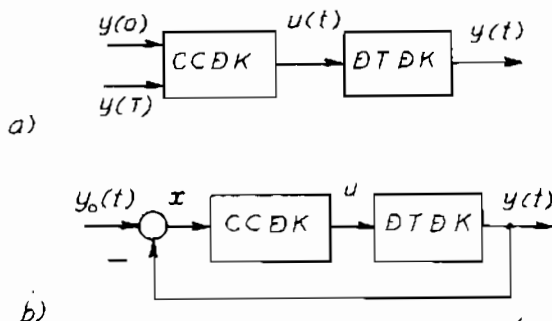 y(0)
y(T)
CCĐK
u(t)
ĐTĐK
y(t)
a)
y₀(t)
x
CCĐK
u
ĐTĐK
y(t)
−
b)